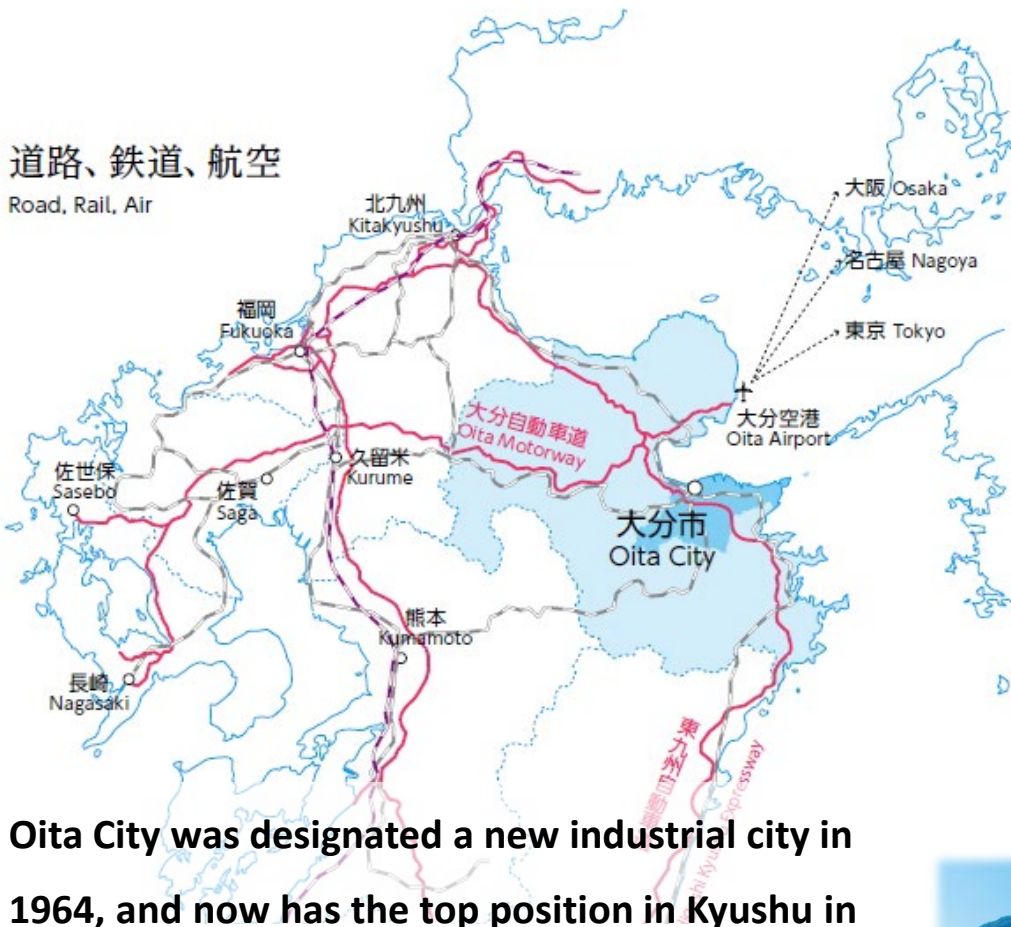 道路、鉄道、航空
Road, Rail, Air
北九州
Kitakyushu
大阪 Osaka
名古屋 Nagoya
東京 Tokyo
福岡
Fukuoka
大分空港
Oita Airport
大分自動車道
Oita Motorway
久留米
Kurume
佐世保
Sasebo
佐賀
Saga
大分市
Oita City
熊本
Kumamoto
長崎
Nagasaki
東九州自動車道
Kyu Expressway
Oita City was designated a new industrial city in
1964, and now has the top position in Kyushu in